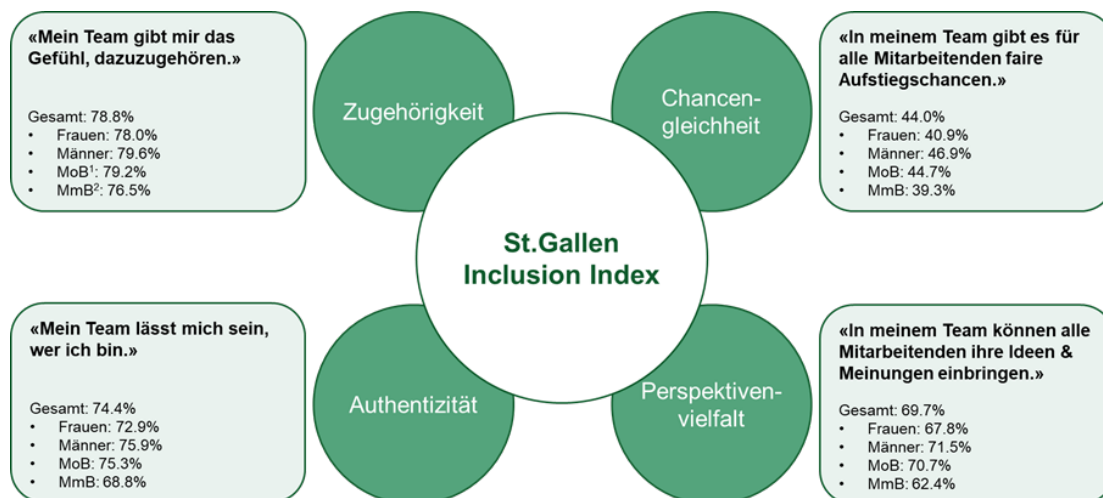 «Mein Team gibt mir das
Gefühl, dazuzugehören.»
Gesamt: 78.8%
• Frauen: 78.0%
• Männer: 79.6%
• MoB¹: 79.2%
• MmB²: 76.5%
Zugehörigkeit
Chancen-
gleichheit
«In meinem Team gibt es für
alle Mitarbeitenden faire
Aufstiegschancen.»
Gesamt: 44.0%
• Frauen: 40.9%
• Männer: 46.9%
• MoB: 44.7%
• MmB: 39.3%
St.Gallen
Inclusion Index
«Mein Team lässt mich sein,
wer ich bin.»
Gesamt: 74.4%
• Frauen: 72.9%
• Männer: 75.9%
• MoB: 75.3%
• MmB: 68.8%
Authentizität
Perspektiven-
vielfalt
«In meinem Team können alle
Mitarbeitenden ihre Ideen &
Meinungen einbringen.»
Gesamt: 69.7%
• Frauen: 67.8%
• Männer: 71.5%
• MoB: 70.7%
• MmB: 62.4%